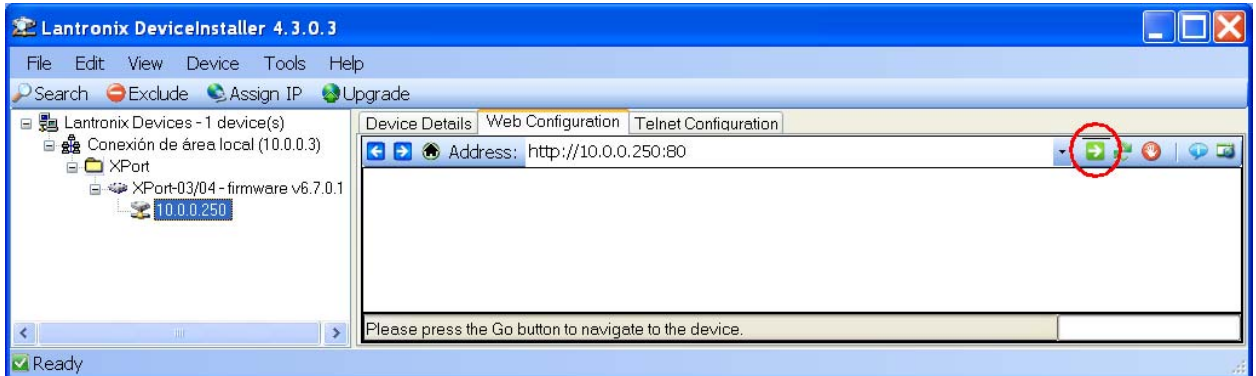 Lantronix DeviceInstaller 4.3.0.3
File Edit View Device Tools Help
Search Exclude Assign IP Upgrade
Lantronix Devices - 1 device(s)
Conexión de área local (10.0.0.3)
XPort
XPort-03/04 - firmware v6.7.0.1
10.0.0.250
Device Details Web Configuration Telnet Configuration
Address: http://10.0.0.250:80
Please press the Go button to navigate to the device.
Ready